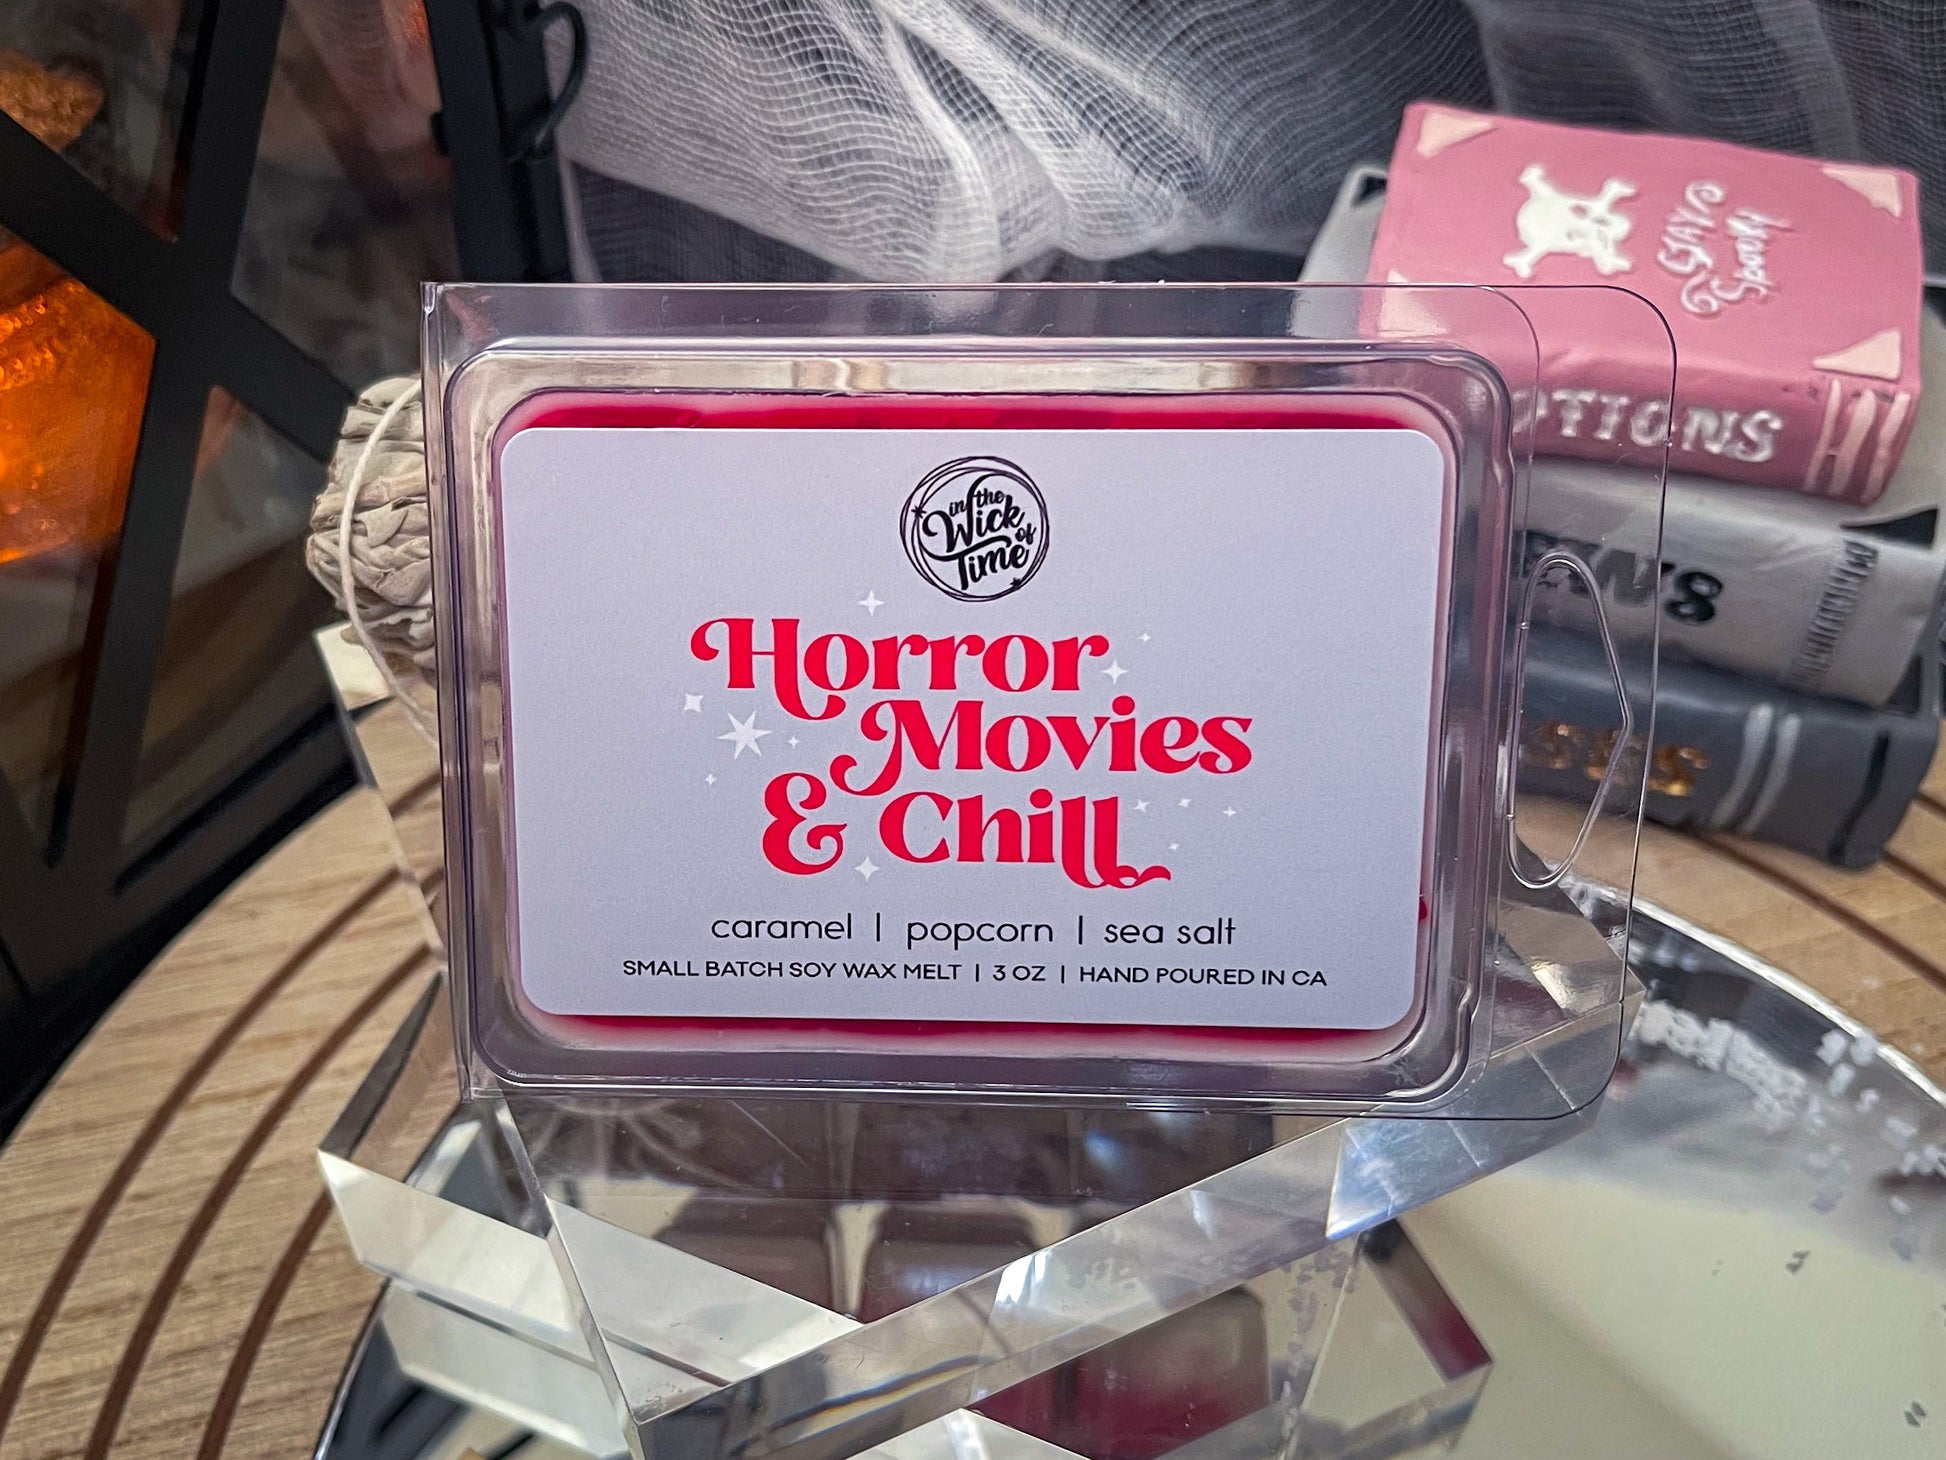 in the
Wick of
Time
Horror
Movies
& Chill
caramel | popcorn | sea salt
SMALL BATCH SOY WAX MELT | 3 OZ | HAND POURED IN CA
STAY
Spooky
OTIONS